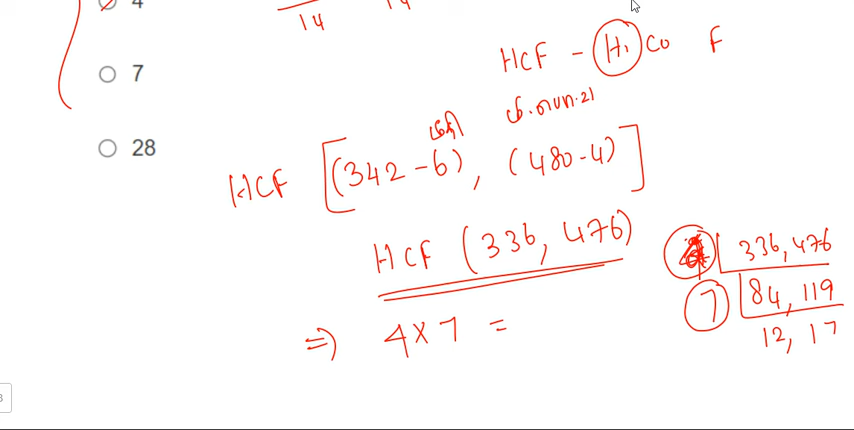 4
14
HCF - Hi Co F
7
28
HCF [(342-6), (480-4)]
HCF (336, 476)
4 | 336, 476
7 | 84, 119
12, 17
⇒ 4×7 =